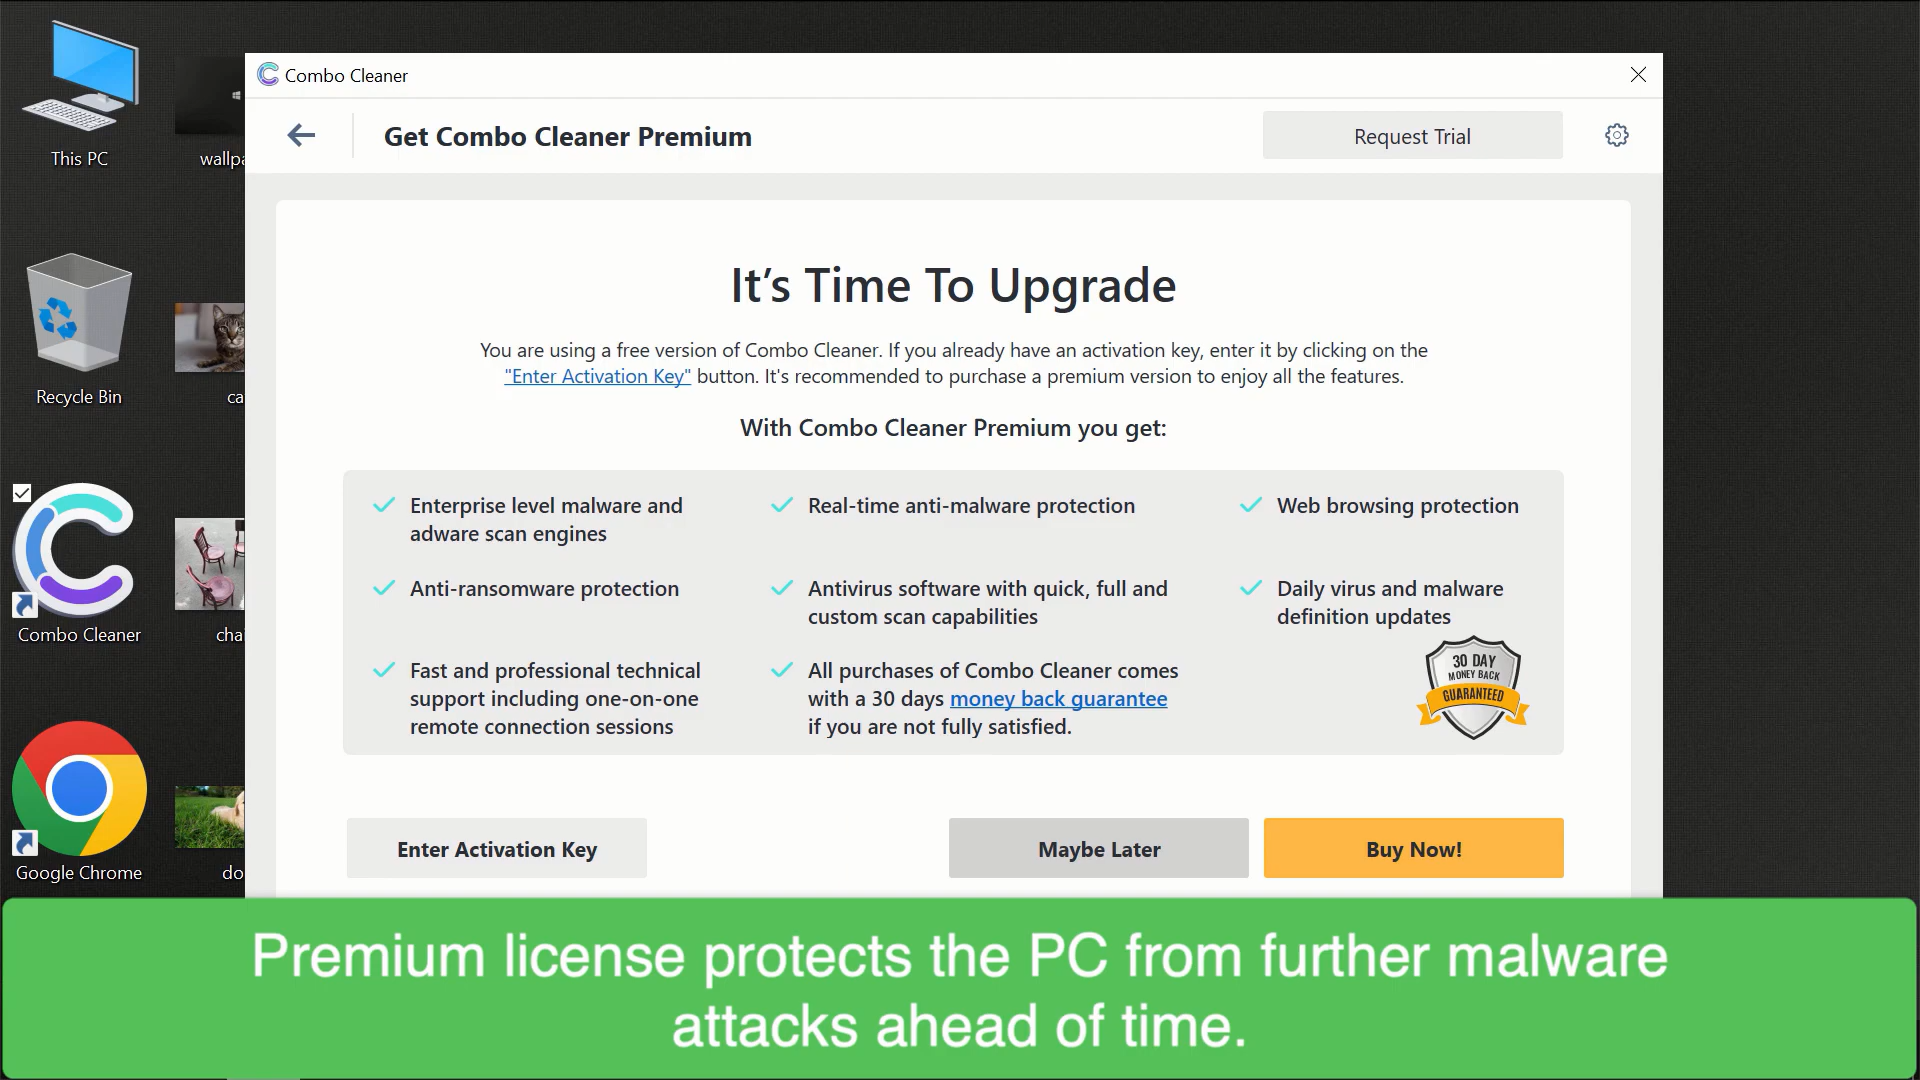 This PC
wallpa
Recycle Bin
ca
Combo Cleaner
chai
Google Chrome
do
Combo Cleaner
Get Combo Cleaner Premium
Request Trial
It's Time To Upgrade
You are using a free version of Combo Cleaner. If you already have an activation key, enter it by clicking on the
"Enter Activation Key" button. It's recommended to purchase a premium version to enjoy all the features.
With Combo Cleaner Premium you get:
Enterprise level malware and
adware scan engines
Real-time anti-malware protection
Web browsing protection
Anti-ransomware protection
Antivirus software with quick, full and
custom scan capabilities
Daily virus and malware
definition updates
Fast and professional technical
support including one-on-one
remote connection sessions
All purchases of Combo Cleaner comes
with a 30 days money back guarantee
if you are not fully satisfied.
30 DAY
MONEY BACK
GUARANTEED
Enter Activation Key
Maybe Later
Buy Now!
Premium license protects the PC from further malware
attacks ahead of time.